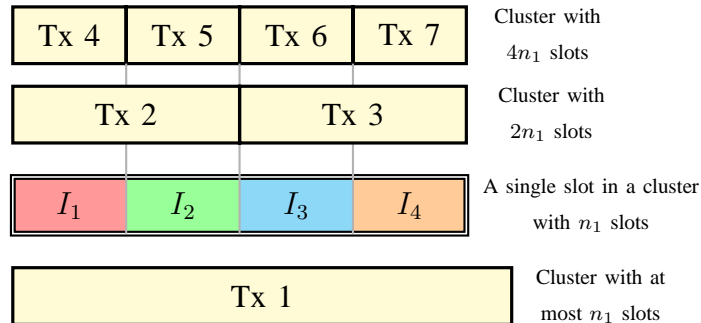 Tx 4 Tx 5 Tx 6 Tx 7
Cluster with
4n₁ slots
Tx 2 Tx 3
Cluster with
2n₁ slots
I₁ I₂ I₃ I₄
A single slot in a cluster
with n₁ slots
Tx 1
Cluster with at
most n₁ slots